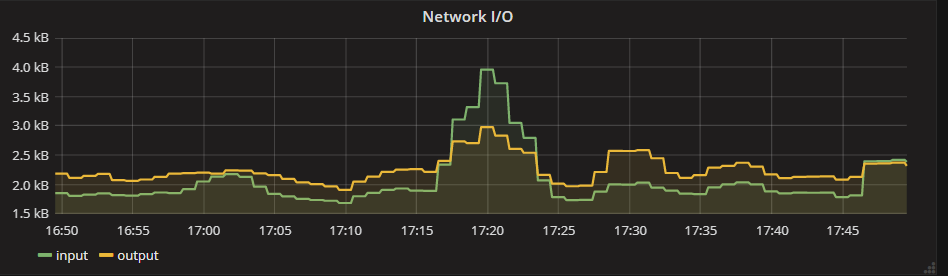 Network I/O
4.5 kB
4.0 kB
3.5 kB
3.0 kB
2.5 kB
2.0 kB
1.5 kB
16:50 16:55 17:00 17:05 17:10 17:15 17:20 17:25 17:30 17:35 17:40 17:45
input output